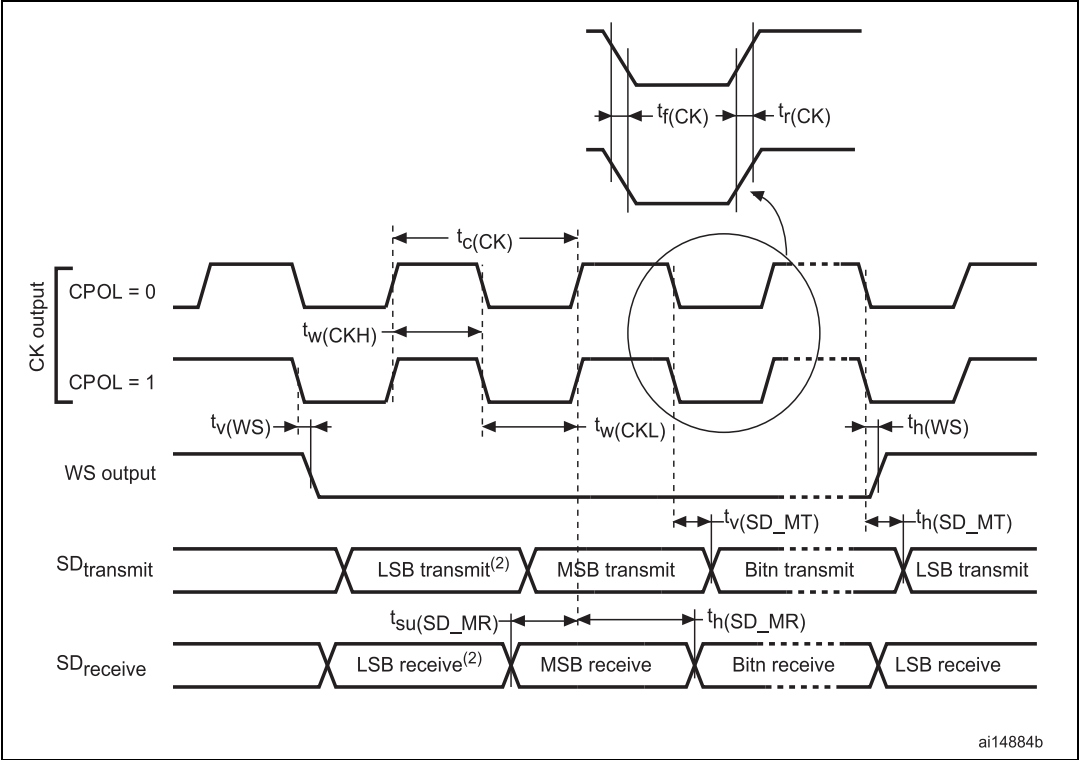 tf(CK) tr(CK)
tc(CK)
CK output
CPOL = 0
tw(CKH)
CPOL = 1
tv(WS) tw(CKL) th(WS)
WS output
tv(SD_MT) th(SD_MT)
SDtransmit LSB transmit(2) MSB transmit Bitn transmit LSB transmit
tsu(SD_MR) th(SD_MR)
SDreceive LSB receive(2) MSB receive Bitn receive LSB receive
ai14884b